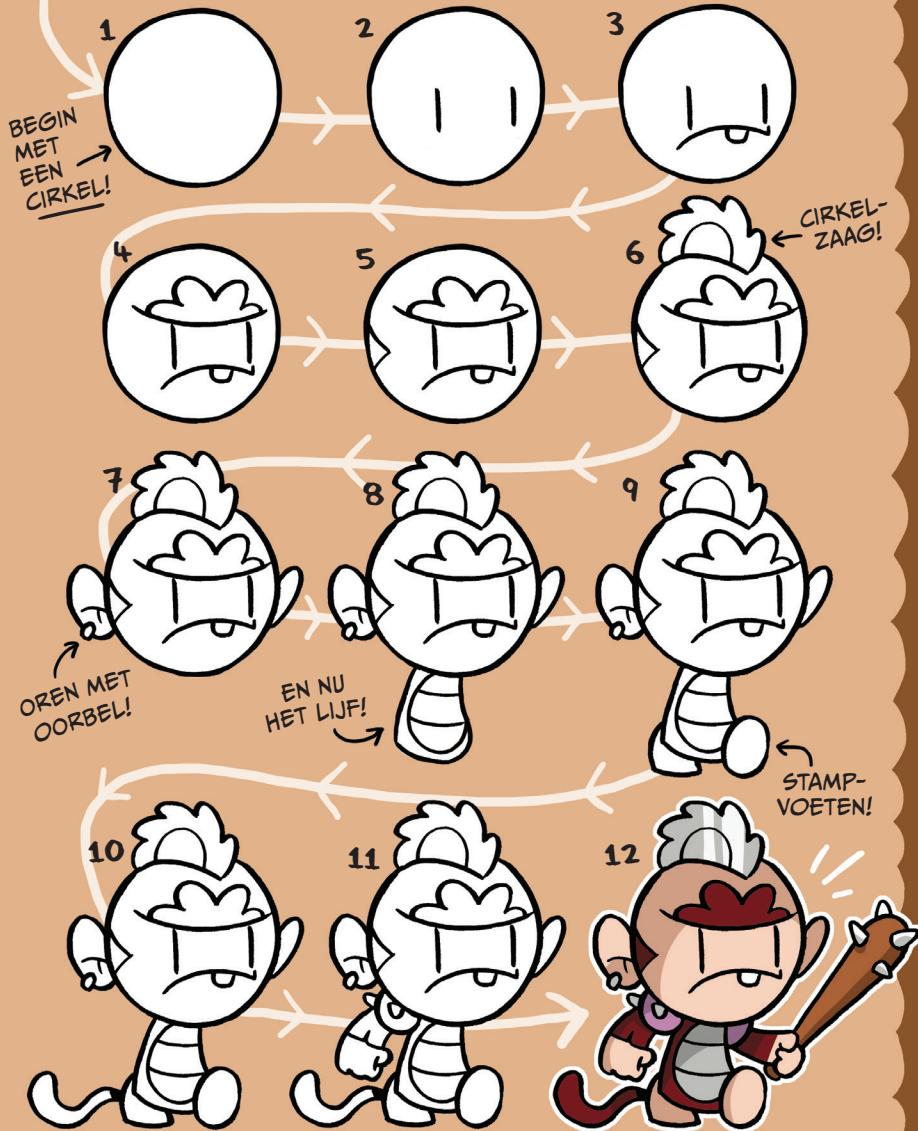 1
2
3
BEGIN
MET
EEN
CIRKEL!
4
5
6
CIRKEL-
ZAAG!
7
8
9
OREN MET
OORBEL!
EN NU
HET LIJF!
STAMP-
VOETEN!
10
11
12